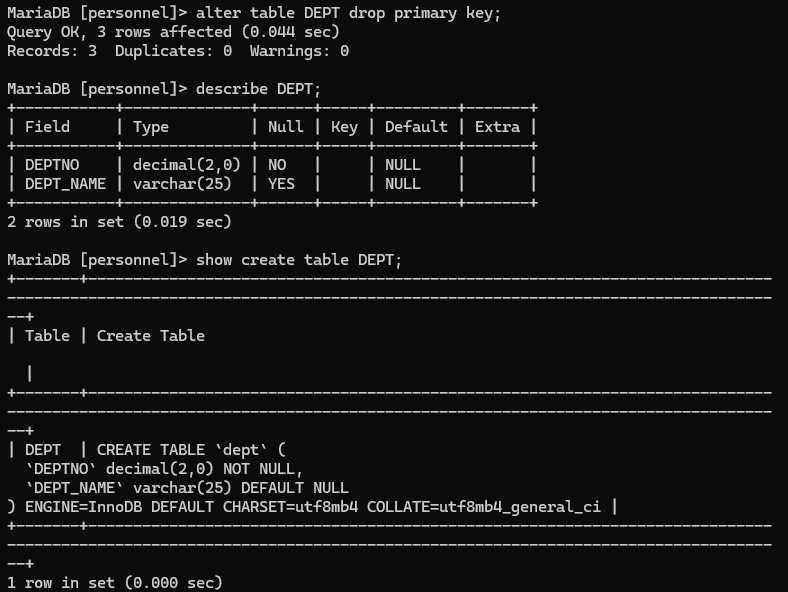 MariaDB [personnel]> alter table DEPT drop primary key;
Query OK, 3 rows affected (0.044 sec)
Records: 3  Duplicates: 0  Warnings: 0
MariaDB [personnel]> describe DEPT;
+-----------+--------------+------+-----+---------+-------+
| Field     | Type         | Null | Key | Default | Extra |
+-----------+--------------+------+-----+---------+-------+
| DEPTNO    | decimal(2,0) | NO   |     | NULL    |       |
| DEPT_NAME | varchar(25)  | YES  |     | NULL    |       |
+-----------+--------------+------+-----+---------+-------+
2 rows in set (0.019 sec)
MariaDB [personnel]> show create table DEPT;
+-------+----------------------------------------------------------------------------
-------------------------------------------------------------------------------------
--+
| Table | Create Table
  |
+-------+----------------------------------------------------------------------------
-------------------------------------------------------------------------------------
--+
| DEPT  | CREATE TABLE `dept` (
  `DEPTNO` decimal(2,0) NOT NULL,
  `DEPT_NAME` varchar(25) DEFAULT NULL
) ENGINE=InnoDB DEFAULT CHARSET=utf8mb4 COLLATE=utf8mb4_general_ci |
+-------+----------------------------------------------------------------------------
-------------------------------------------------------------------------------------
--+
1 row in set (0.000 sec)